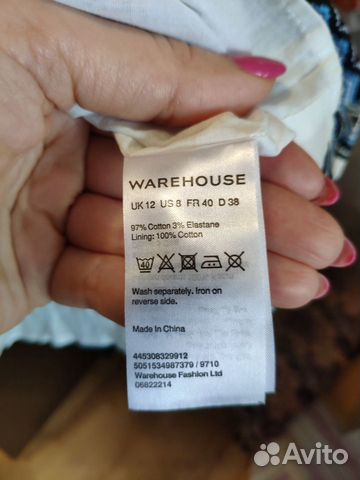 WAREHOUSE
UK 12 US 8 FR 40 D 38
97% Cotton 3% Elastane
Lining: 100% Cotton
40
Wash separately. Iron on
reverse side.
Made In China
445308329912
5051534987379 / 9710
Warehouse Fashion Ltd
06822214
Avito